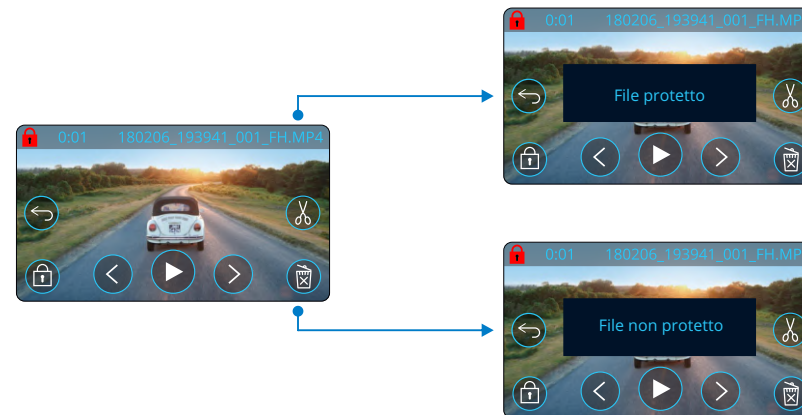 0:01 180206_193941_001_FH.MP4
0:01 180206_193941_001_FH.MP
File protetto
0:01 180206_193941_001_FH.MP
File non protetto